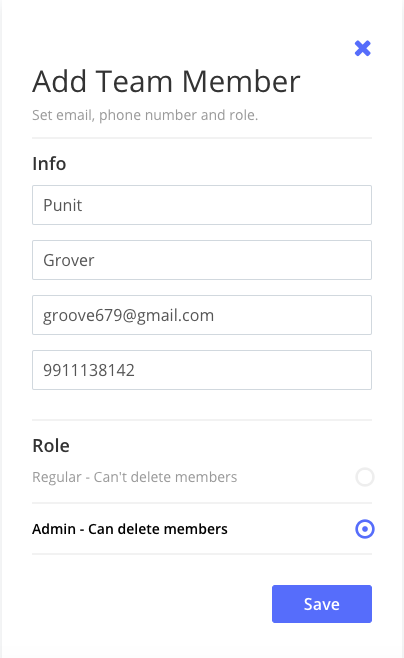 Add Team Member
Set email, phone number and role.
Info
Punit
Grover
groove679@gmail.com
9911138142
Role
Regular - Can't delete members
Admin - Can delete members
Save